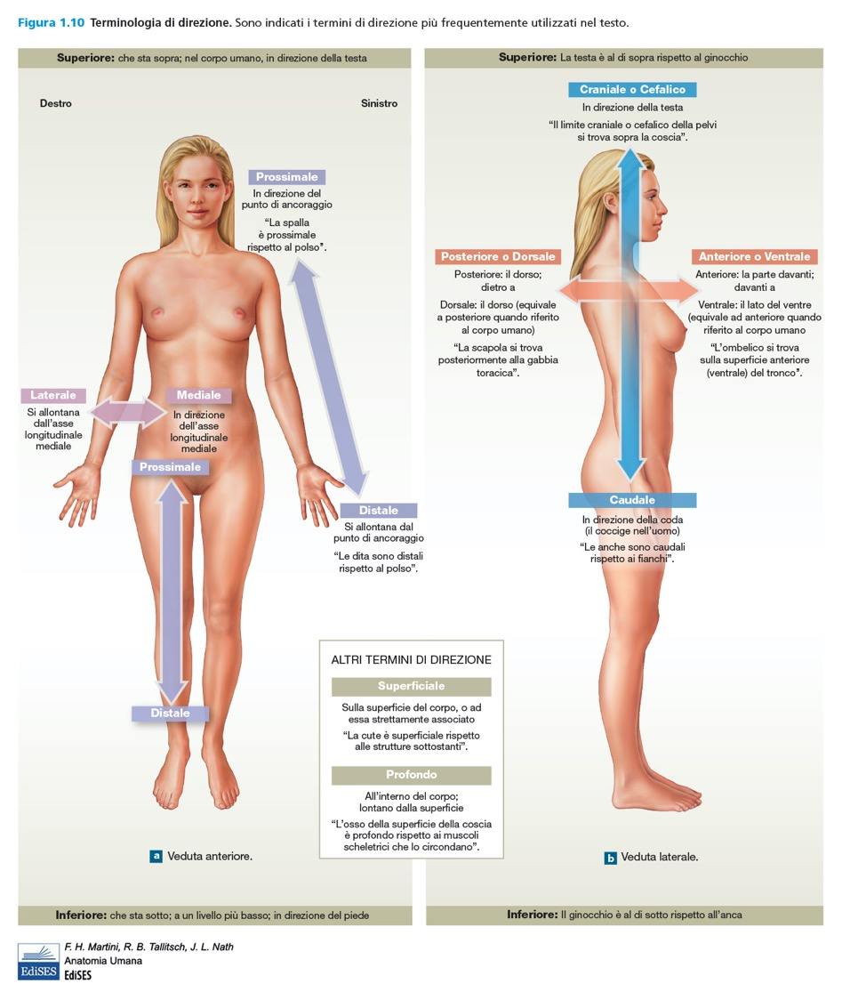 Figura 1.10 Terminologia di direzione. Sono indicati i termini di direzione più frequentemente utilizzati nel testo.
Superiore: che sta sopra; nel corpo umano, in direzione della testa
Destro
Sinistro
Prossimale
In direzione del
punto di ancoraggio
“La spalla
è prossimale
rispetto al polso”.
Laterale
Si allontana
dall’asse
longitudinale
mediale
Mediale
In direzione
dell’asse
longitudinale
mediale
Prossimale
Distale
Si allontana dal
punto di ancoraggio
“Le dita sono distali
rispetto al polso”.
Distale
a Veduta anteriore.
Inferiore: che sta sotto; a un livello più basso; in direzione del piede
ALTRI TERMINI DI DIREZIONE
Superficiale
Sulla superficie del corpo, o ad
essa strettamente associato
“La cute è superficiale rispetto
alle strutture sottostanti”.
Profondo
All’interno del corpo;
lontano dalla superficie
“L’osso della superficie della coscia
è profondo rispetto ai muscoli
scheletrici che lo circondano”.
Superiore: La testa è al di sopra rispetto al ginocchio
Craniale o Cefalico
In direzione della testa
“Il limite craniale o cefalico della pelvi
si trova sopra la coscia”.
Posteriore o Dorsale
Posteriore: il dorso;
dietro a
Dorsale: il dorso (equivale
a posteriore quando riferito
al corpo umano)
“La scapola si trova
posteriormente alla gabbia
toracica”.
Anteriore o Ventrale
Anteriore: la parte davanti;
davanti a
Ventrale: il lato del ventre
(equivale ad anteriore quando
riferito al corpo umano
“L’ombelico si trova
sulla superficie anteriore
(ventrale) del tronco”.
Caudale
In direzione della coda
(il coccige nell’uomo)
“Le anche sono caudali
rispetto ai fianchi”.
b Veduta laterale.
Inferiore: Il ginocchio è al di sotto rispetto all’anca
F. H. Martini, R. B. Tallitsch, J. L. Nath
Anatomia Umana
EdiSES
EdiSES